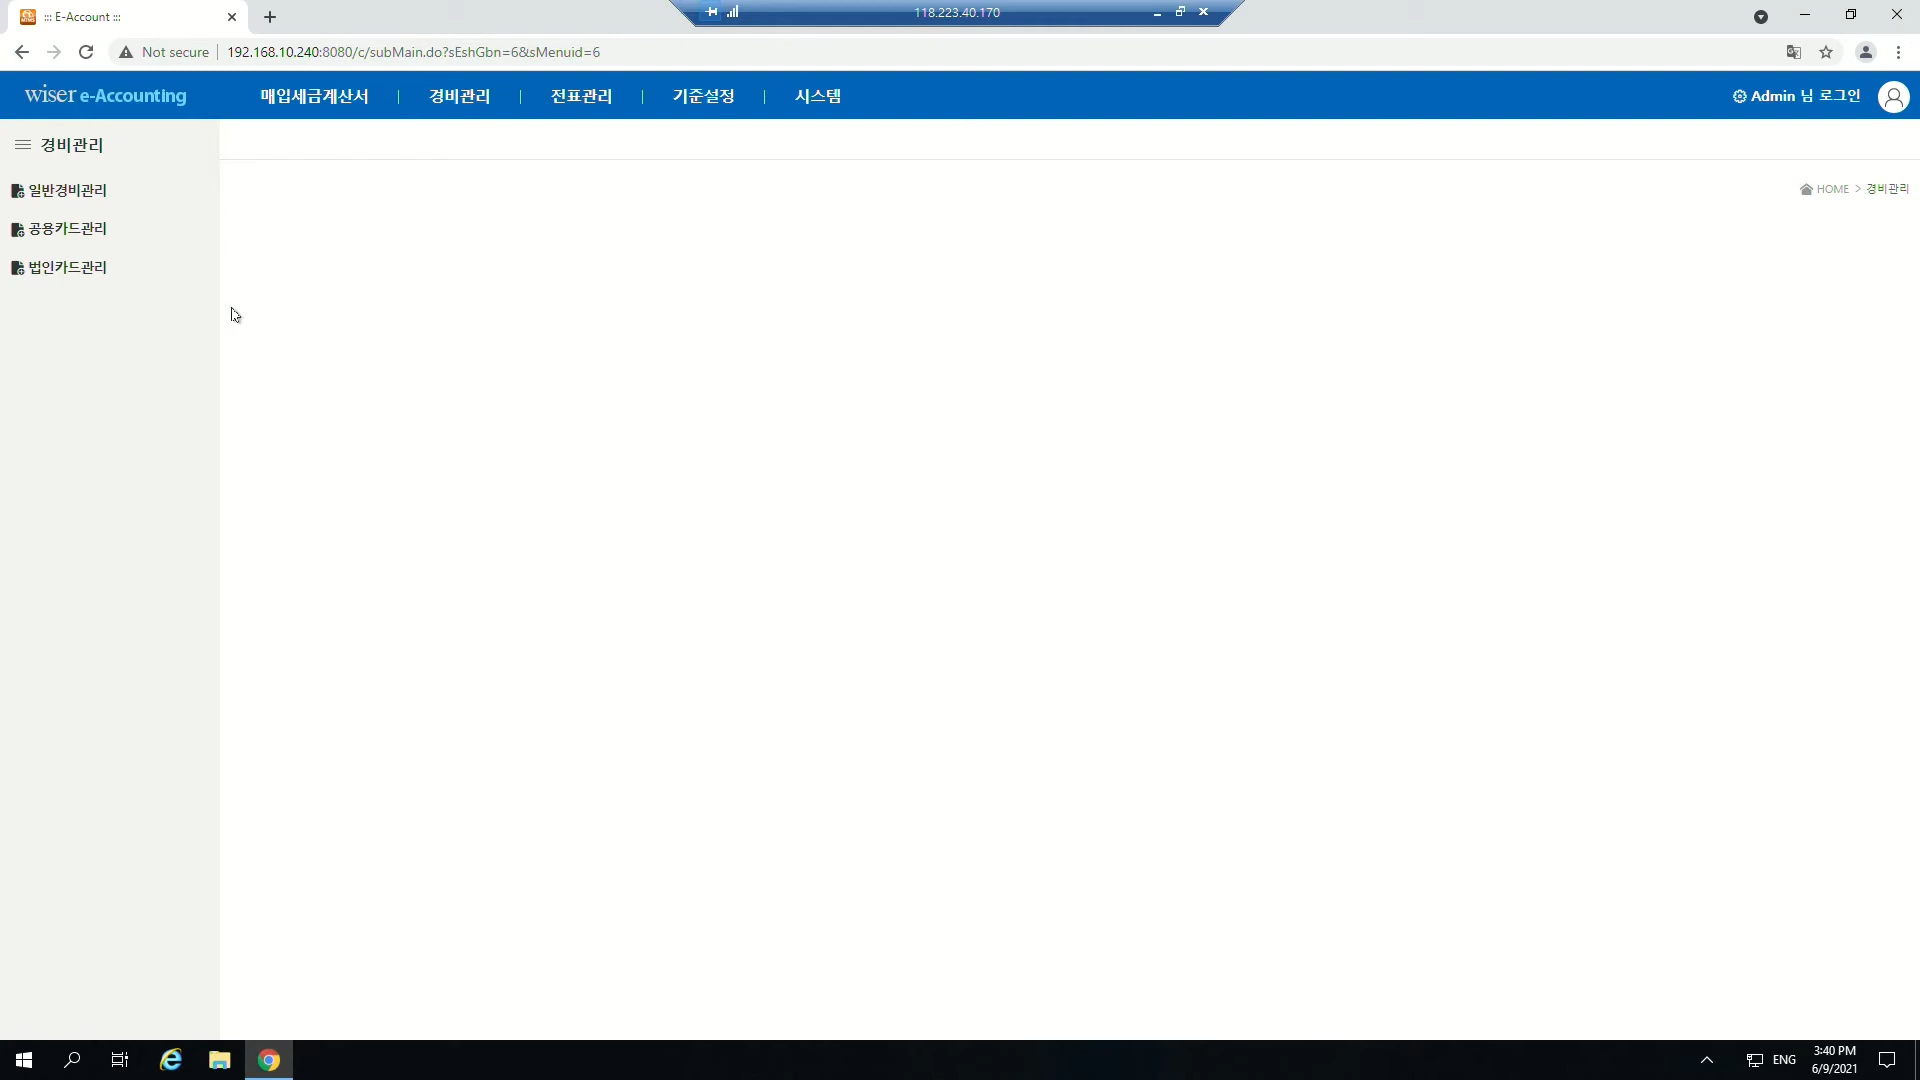 ::: E-Account :::
118.223.40.170
Not secure
192.168.10.240:8080/c/subMain.do?sEshGbn=6&sMenuid=6
wiser e-Accounting
매입세금계산서 | 경비관리 | 전표관리 | 기준설정 | 시스템
Admin 님 로그인
경비관리
HOME > 경비관리
일반경비관리
공용카드관리
법인카드관리
ENG
3:40 PM
6/9/2021